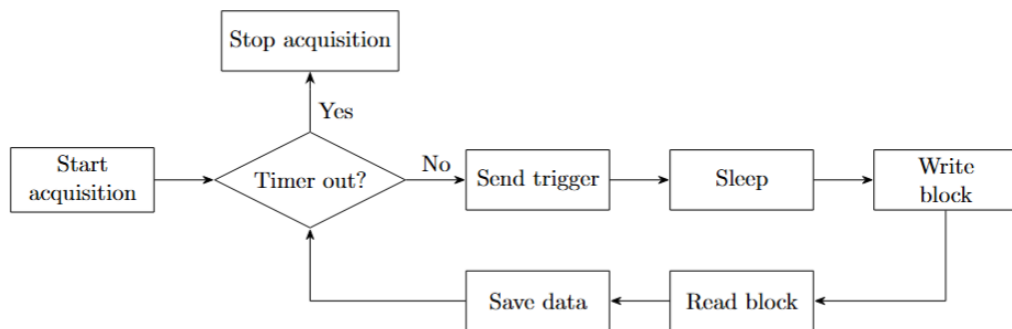 Stop acquisition
Yes
Start
acquisition
Timer out?
No
Send trigger
Sleep
Write
block
Save data
Read block